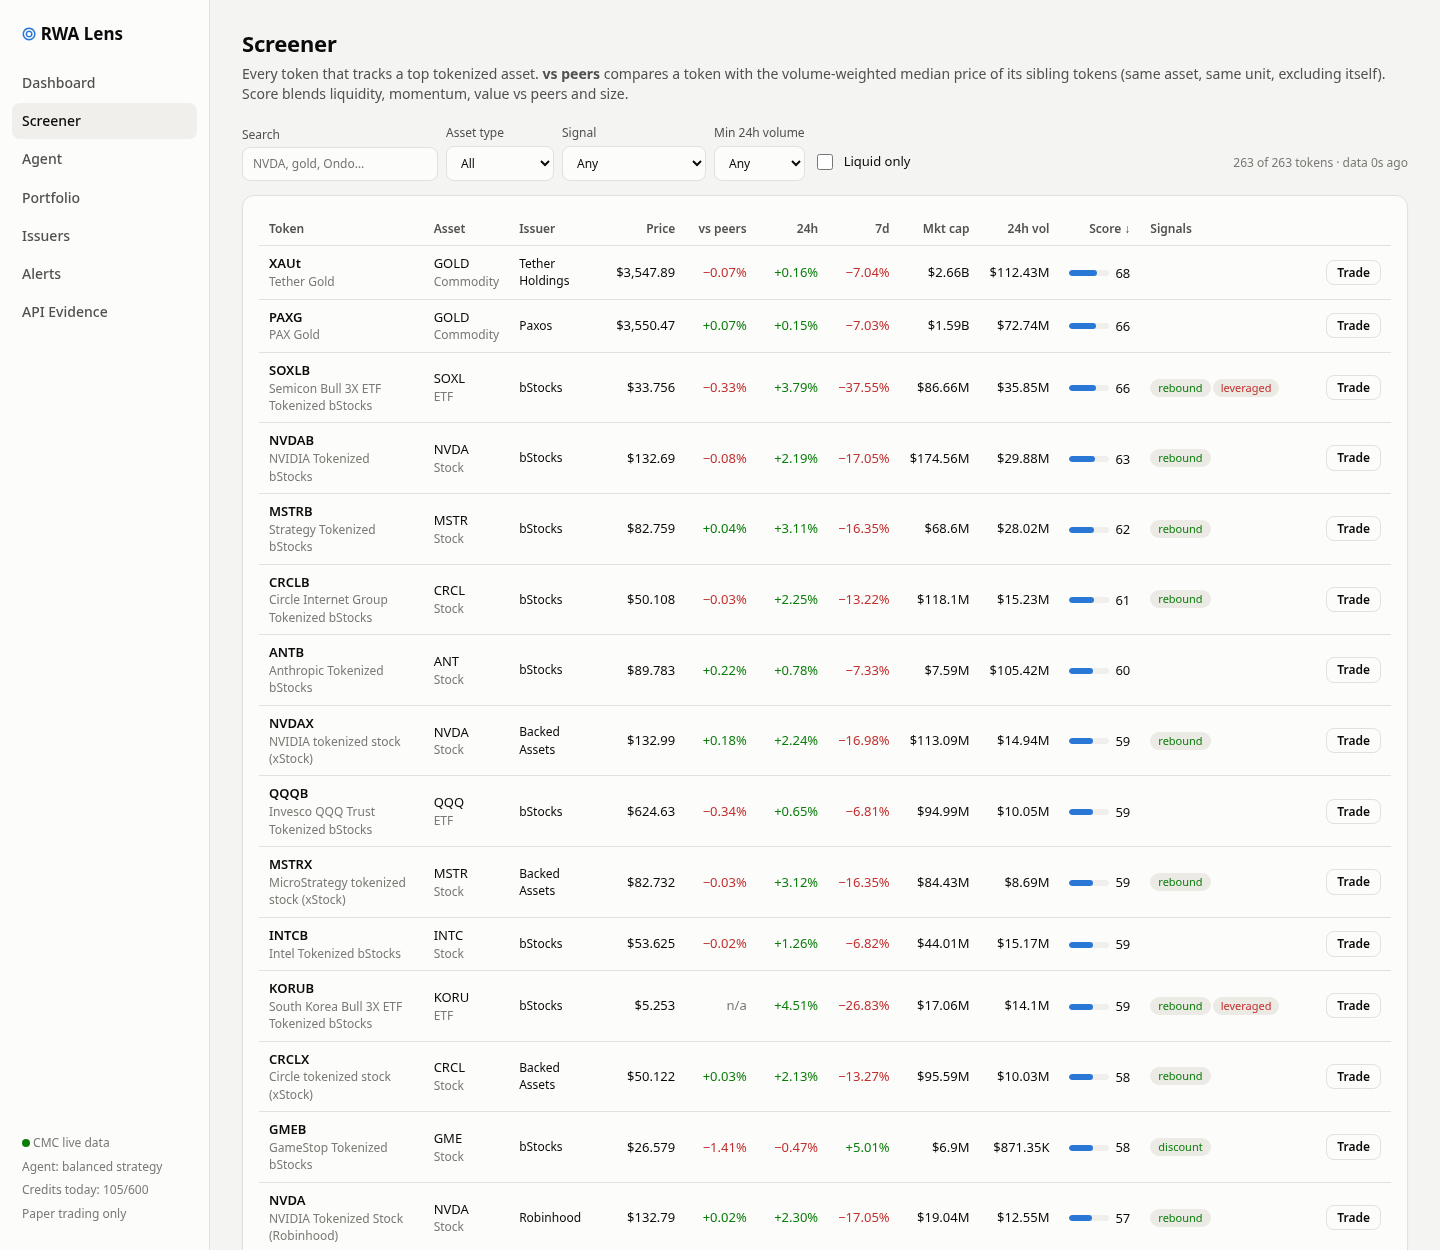 RWA Lens
Dashboard
Screener
Agent
Portfolio
Issuers
Alerts
API Evidence
CMC live data
Agent: balanced strategy
Credits today: 105/600
Paper trading only
Screener
Every token that tracks a top tokenized asset. vs peers compares a token with the volume-weighted median price of its sibling tokens (same asset, same unit, excluding itself).
Score blends liquidity, momentum, value vs peers and size.
Search Asset type Signal Min 24h volume
NVDA, gold, Ondo... All Any Any Liquid only 263 of 263 tokens · data 0s ago
Token Asset Issuer Price vs peers 24h 7d Mkt cap 24h vol Score ↓ Signals
XAUt GOLD Tether $3,547.89 −0.07% +0.16% −7.04% $2.66B $112.43M 68 Trade
Tether Gold Commodity Holdings
PAXG GOLD Paxos $3,550.47 +0.07% +0.15% −7.03% $1.59B $72.74M 66 Trade
PAX Gold Commodity
SOXLB SOXL bStocks $33.756 −0.33% +3.79% −37.55% $86.66M $35.85M 66 rebound leveraged Trade
Semicon Bull 3X ETF ETF
Tokenized bStocks
NVDAB NVDA bStocks $132.69 −0.08% +2.19% −17.05% $174.56M $29.88M 63 rebound Trade
NVIDIA Tokenized Stock
bStocks
MSTRB MSTR bStocks $82.759 +0.04% +3.11% −16.35% $68.6M $28.02M 62 rebound Trade
Strategy Tokenized Stock
bStocks
CRCLB CRCL bStocks $50.108 −0.03% +2.25% −13.22% $118.1M $15.23M 61 rebound Trade
Circle Internet Group Stock
Tokenized bStocks
ANTB ANT bStocks $89.783 +0.22% +0.78% −7.33% $7.59M $105.42M 60 Trade
Anthropic Tokenized Stock
bStocks
NVDAX NVDA Backed $132.99 +0.18% +2.24% −16.98% $113.09M $14.94M 59 rebound Trade
NVIDIA tokenized stock Stock Assets
(xStock)
QQQB QQQ bStocks $624.63 −0.34% +0.65% −6.81% $94.99M $10.05M 59 Trade
Invesco QQQ Trust ETF
Tokenized bStocks
MSTRX MSTR Backed $82.732 −0.03% +3.12% −16.35% $84.43M $8.69M 59 rebound Trade
MicroStrategy tokenized Stock Assets
stock (xStock)
INTCB INTC bStocks $53.625 −0.02% +1.26% −6.82% $44.01M $15.17M 59 Trade
Intel Tokenized bStocks Stock
KORUB KORU bStocks $5.253 n/a +4.51% −26.83% $17.06M $14.1M 59 rebound leveraged Trade
South Korea Bull 3X ETF ETF
Tokenized bStocks
CRCLX CRCL Backed $50.122 +0.03% +2.13% −13.27% $95.59M $10.03M 58 rebound Trade
Circle tokenized stock Stock Assets
(xStock)
GMEB GME bStocks $26.579 −1.41% −0.47% +5.01% $6.9M $871.35K 58 discount Trade
GameStop Tokenized Stock
bStocks
NVDA NVDA Robinhood $132.79 +0.02% +2.30% −17.05% $19.04M $12.55M 57 rebound Trade
NVIDIA Tokenized Stock Stock
(Robinhood)